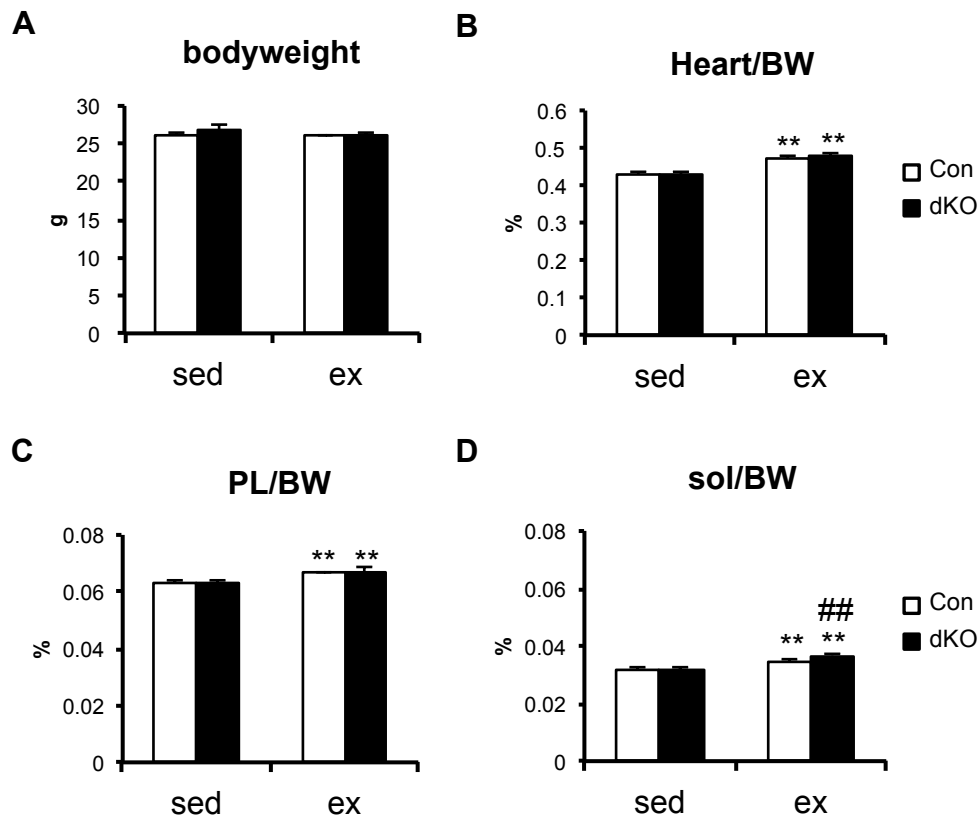 A
bodyweight
30
25
20
15
10
5
0
g
sed ex
B
Heart/BW
0.6
0.5
0.4
0.3
0.2
0.1
0
%
** **
sed ex
Con
dKO
C
PL/BW
0.08
0.06
0.04
0.02
0
%
** **
sed ex
D
sol/BW
0.08
0.06
0.04
0.02
0
%
##
** **
sed ex
Con
dKO